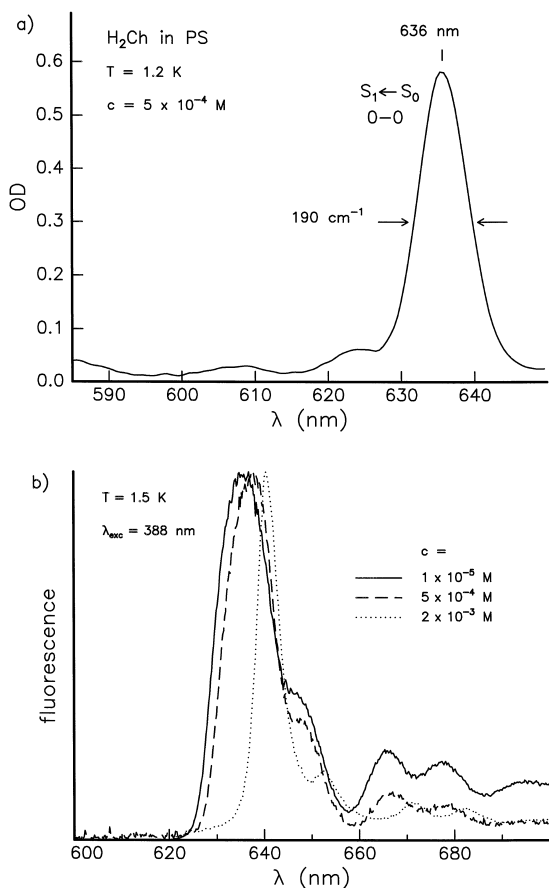 a)
H₂Ch in PS
T = 1.2 K
c = 5 x 10⁻⁴ M
636 nm
S₁←S₀
0–0
190 cm⁻¹
OD
0.6
0.5
0.4
0.3
0.2
0.1
0.0
590 600 610 620 630 640
λ (nm)
b)
T = 1.5 K
λexc = 388 nm
c =
1 x 10⁻⁵ M
5 x 10⁻⁴ M
2 x 10⁻³ M
fluorescence
600 620 640 660 680
λ (nm)